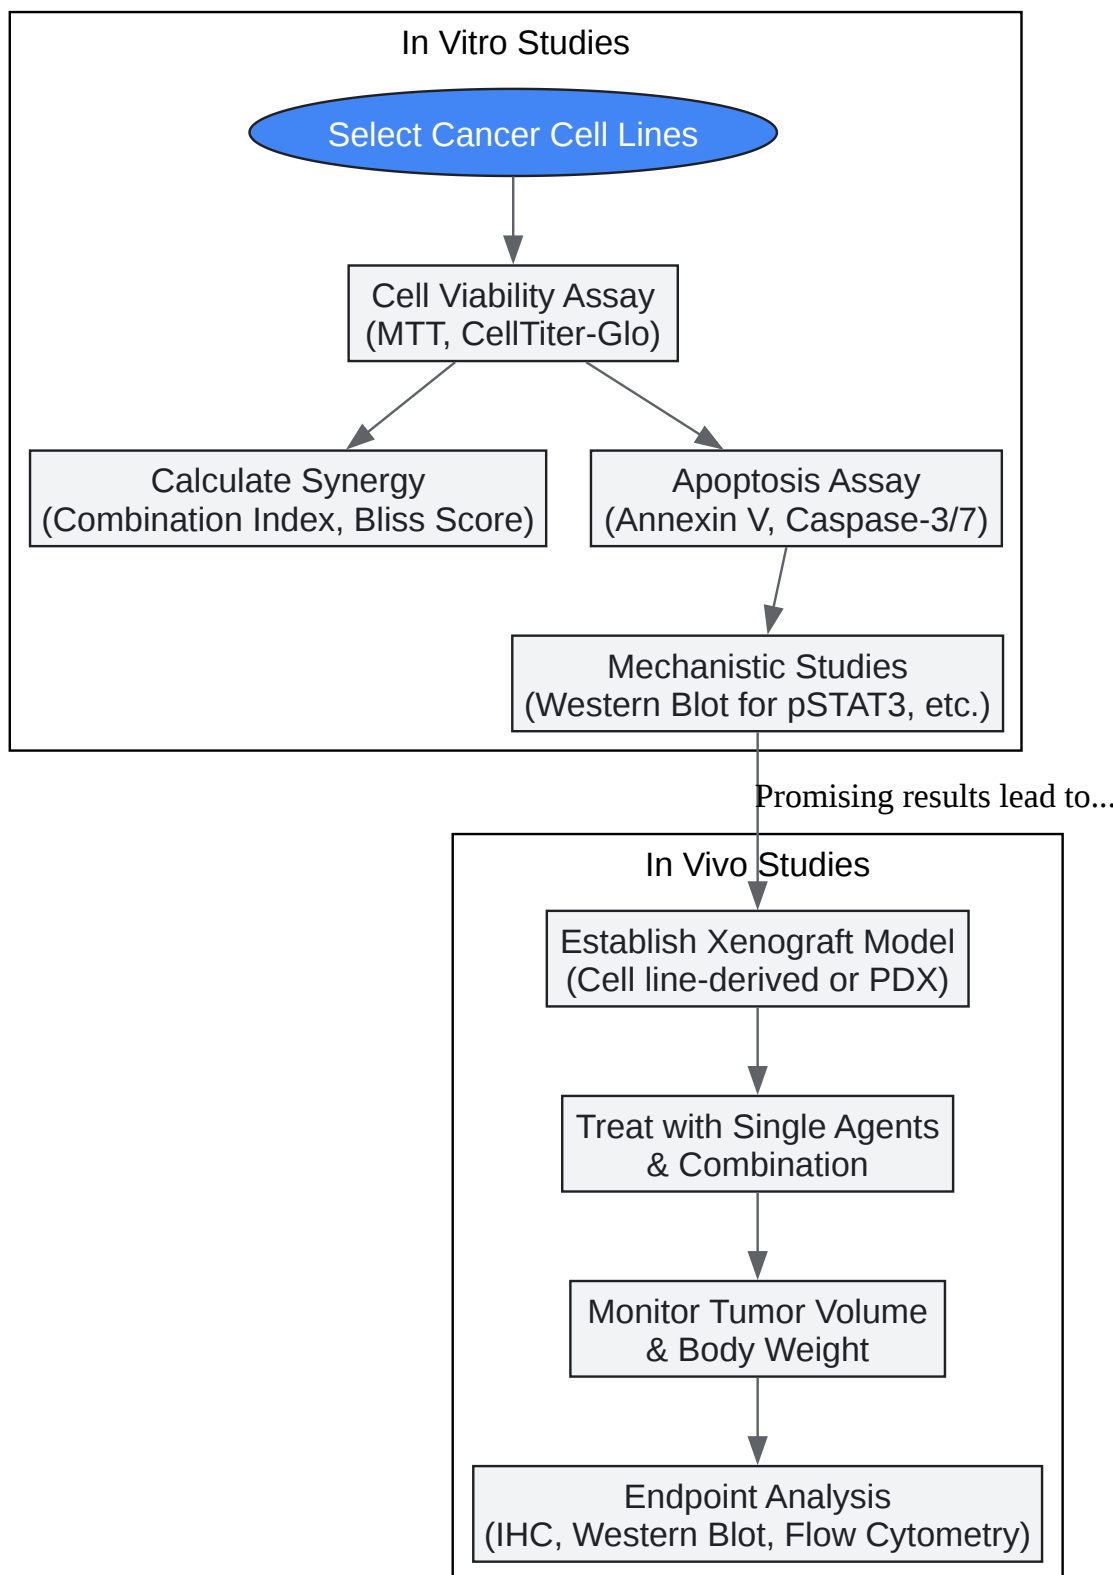 In Vitro Studies
Select Cancer Cell Lines
Cell Viability Assay
(MTT, CellTiter-Glo)
Calculate Synergy
(Combination Index, Bliss Score)
Apoptosis Assay
(Annexin V, Caspase-3/7)
Mechanistic Studies
(Western Blot for pSTAT3, etc.)
Promising results lead to...
In Vivo Studies
Establish Xenograft Model
(Cell line-derived or PDX)
Treat with Single Agents
& Combination
Monitor Tumor Volume
& Body Weight
Endpoint Analysis
(IHC, Western Blot, Flow Cytometry)